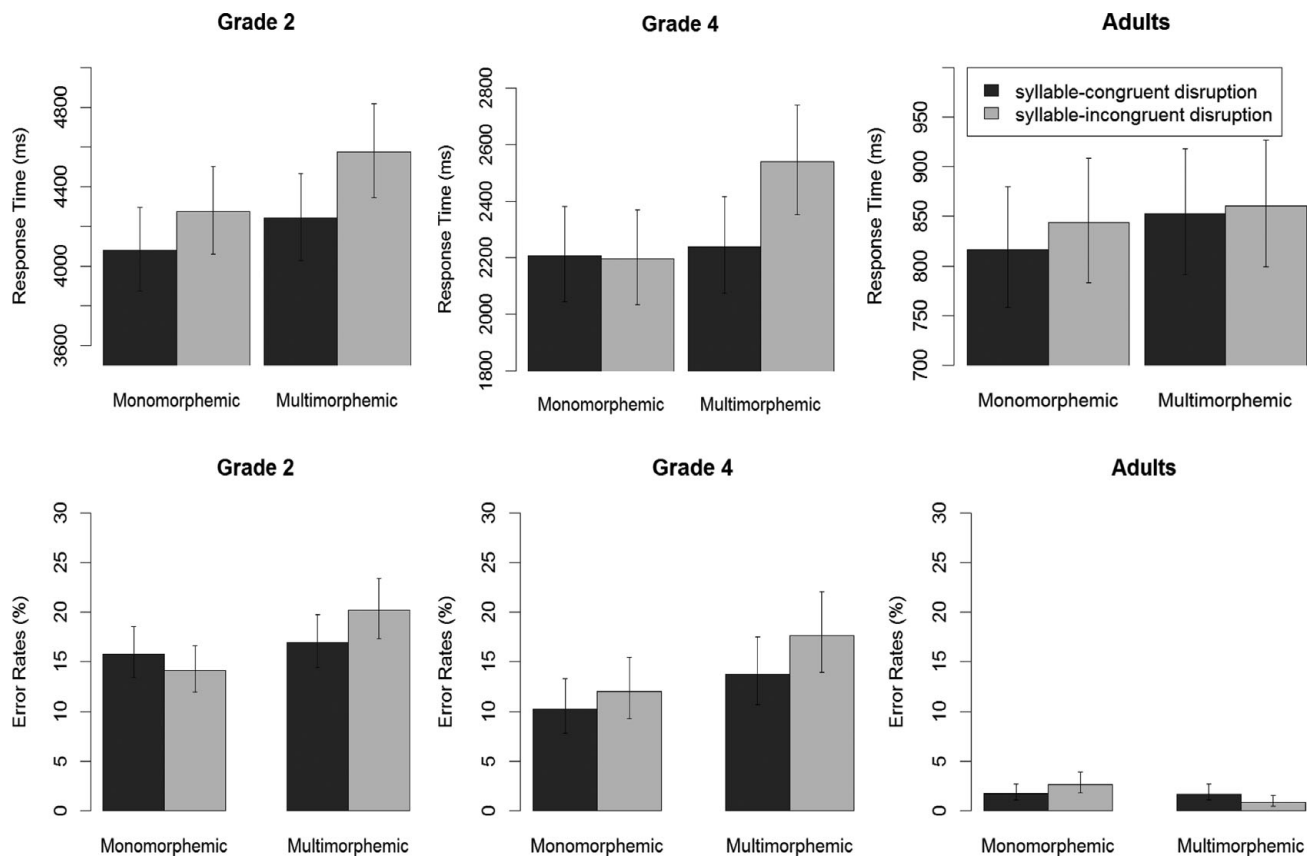 Grade 2
Grade 4
Adults
Response Time (ms)
4800
4400
4000
3600
Monomorphemic Multimorphemic
Response Time (ms)
2800
2600
2400
2200
2000
1800
Monomorphemic Multimorphemic
Response Time (ms)
950
900
850
800
750
700
syllable-congruent disruption
syllable-incongruent disruption
Monomorphemic Multimorphemic
Grade 2
Grade 4
Adults
Error Rates (%)
30
25
20
15
10
5
0
Monomorphemic Multimorphemic
Error Rates (%)
30
25
20
15
10
5
0
Monomorphemic Multimorphemic
Error Rates (%)
30
25
20
15
10
5
0
Monomorphemic Multimorphemic